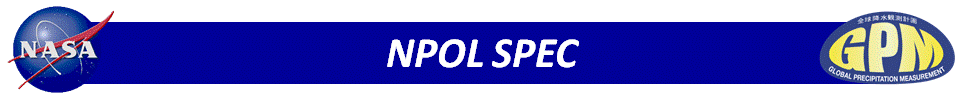 NASA
NPOL SPEC
全球降水観測計画
GPM
GLOBAL PRECIPITATION MEASUREMENT